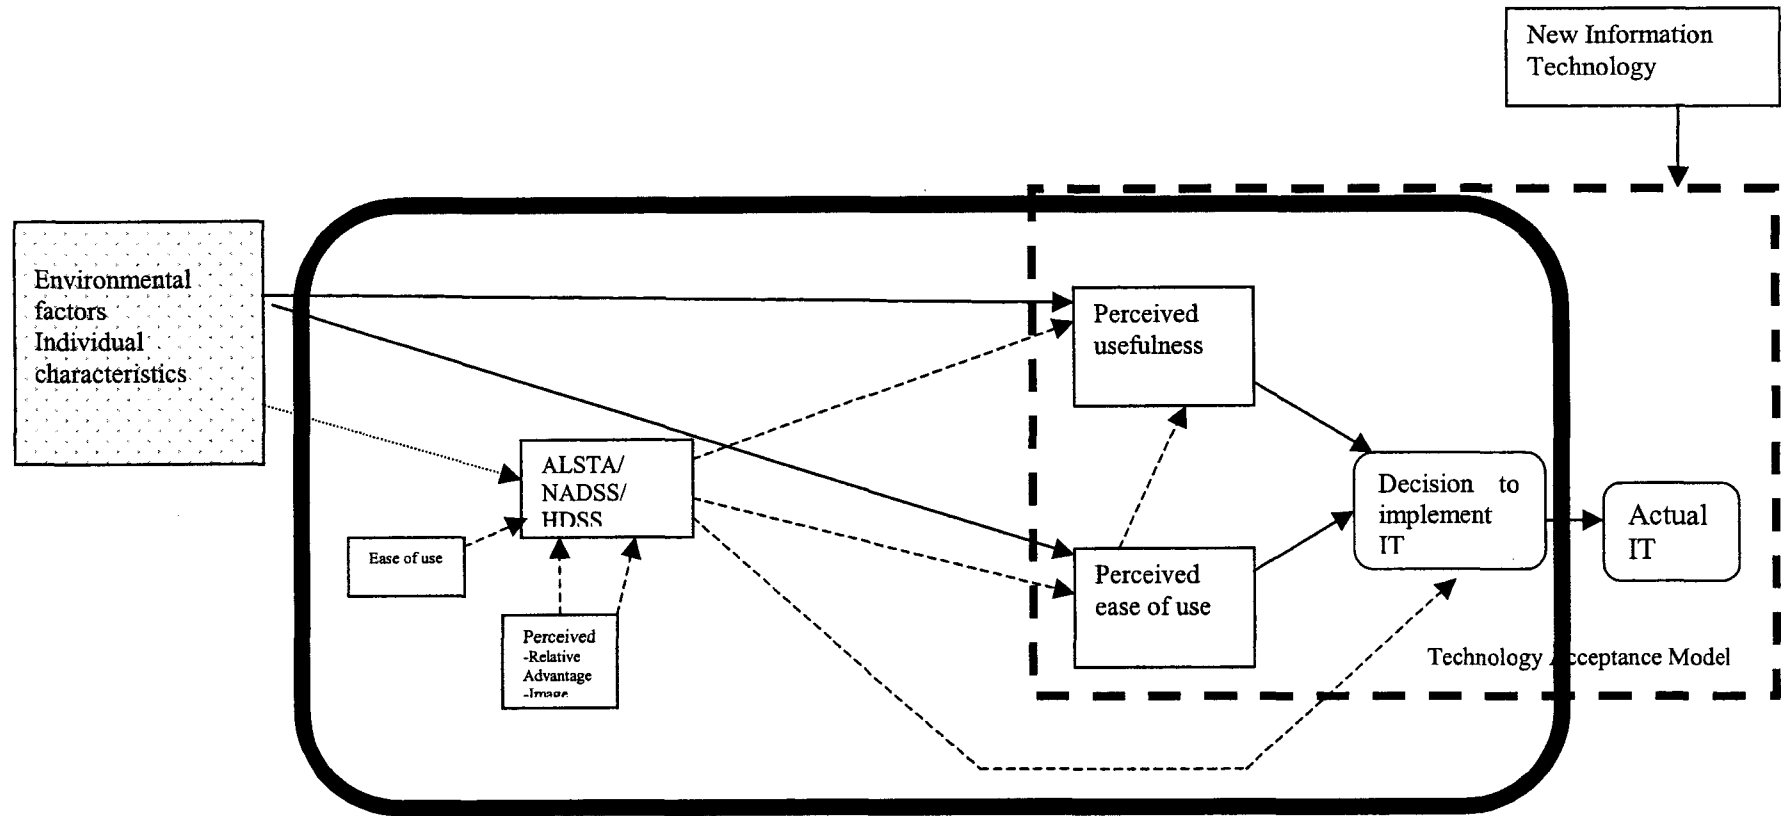 New Information
Technology
Environmental
factors
Individual
characteristics
Perceived
usefulness
ALSTA/
NADSS/
HDSS
Ease of use
Perceived
-Relative
Advantage
-Image
Perceived
ease of use
Decision to
implement
IT
Actual
IT
Technology Acceptance Model